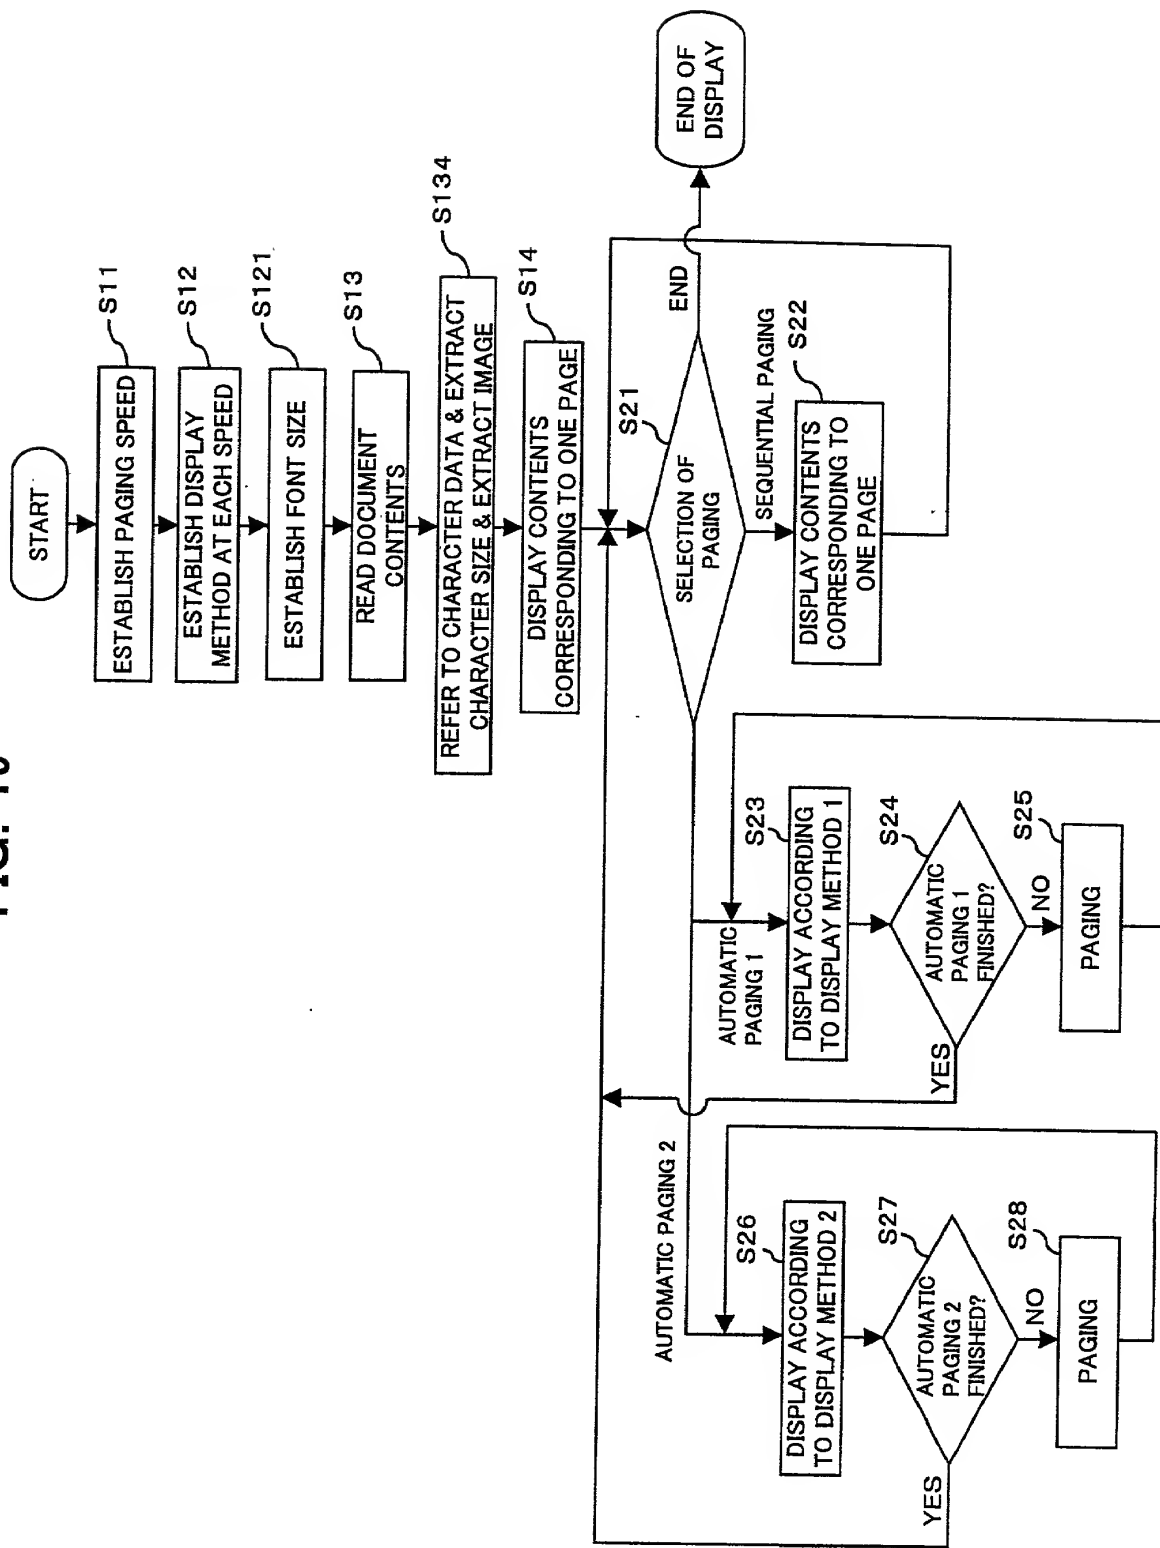 START
ESTABLISH PAGING SPEED
S11
ESTABLISH DISPLAY
METHOD AT EACH SPEED
S12
ESTABLISH FONT SIZE
S121
READ DOCUMENT
CONTENTS
S13
REFER TO CHARACTER DATA & EXTRACT
CHARACTER SIZE & EXTRACT IMAGE
S134
DISPLAY CONTENTS
CORRESPONDING TO ONE PAGE
S14
SELECTION OF
PAGING
S21
END
END OF
DISPLAY
SEQUENTIAL PAGING
DISPLAY CONTENTS
CORRESPONDING TO
ONE PAGE
S22
AUTOMATIC
PAGING 1
DISPLAY ACCORDING
TO DISPLAY METHOD 1
S23
AUTOMATIC
PAGING 1
FINISHED?
S24
YES
NO
PAGING
S25
AUTOMATIC PAGING 2
DISPLAY ACCORDING
TO DISPLAY METHOD 2
S26
AUTOMATIC
PAGING 2
FINISHED?
S27
YES
NO
PAGING
S28